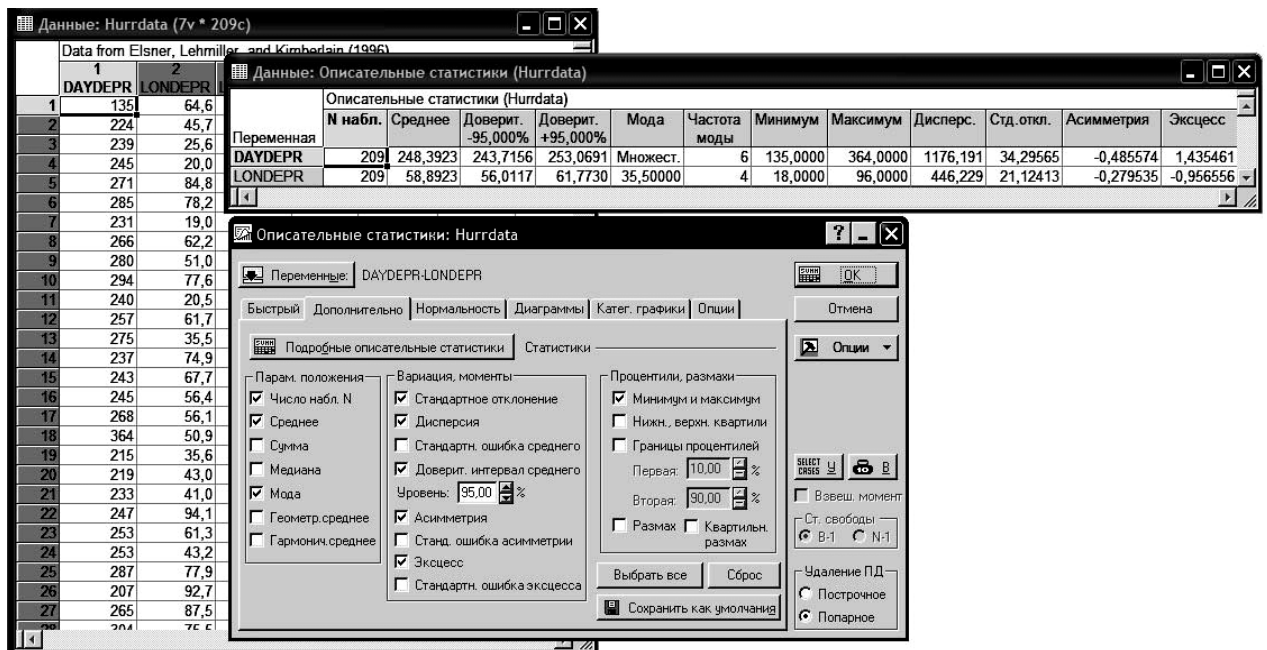 Данные: Hurrdata (7v * 209c)
Data from Elsner, Lehmiller, and Kimberlain (1996)
1 2
DAYDEPR LONDEPR
1 135 64,6
2 224 45,7
3 239 25,6
4 245 20,0
5 271 84,8
6 285 78,2
7 231 19,0
8 266 62,2
9 280 51,0
10 294 77,6
11 240 20,5
12 257 61,7
13 275 35,5
14 237 74,9
15 243 67,7
16 245 56,4
17 268 56,1
18 364 50,9
19 215 35,6
20 219 43,0
21 233 41,0
22 247 94,1
23 253 61,3
24 253 43,2
25 287 77,9
26 207 92,7
27 265 87,5
28 304 75,5
Данные: Описательные статистики (Hurrdata)
Описательные статистики (Hurrdata)
Переменная N набл. Среднее Доверит. -95,000% Доверит. +95,000% Мода Частота моды Минимум Максимум Дисперс. Стд.откл. Асимметрия Эксцесс
DAYDEPR 209 248,3923 243,7156 253,0691 Множест. 6 135,0000 364,0000 1176,191 34,29565 -0,485574 1,435461
LONDEPR 209 58,8923 56,0117 61,7730 35,50000 4 18,0000 96,0000 446,229 21,12413 -0,279535 -0,956556
Описательные статистики: Hurrdata
Переменные: DAYDEPR-LONDEPR
Быстрый Дополнительно Нормальность Диаграммы Катег. графики Опции
Подробные описательные статистики Статистики
Парам. положения
Число набл. N
Среднее
Сумма
Медиана
Мода
Геометр.среднее
Гармонич.среднее
Вариация, моменты
Стандартное отклонение
Дисперсия
Стандартн. ошибка среднего
Доверит. интервал среднего
Уровень: 95,00 %
Асимметрия
Станд. ошибка асимметрии
Эксцесс
Стандартн. ошибка эксцесса
Процентили, размахи
Минимум и максимум
Нижн., верхн. квартили
Границы процентилей
Первая: 10,00 %
Вторая: 90,00 %
Размах Квартильн. размах
Выбрать все Сброс
Сохранить как умолчания
SUMM OK
Отмена
Опции
SELECT CASES У В
Взвеш. момент
Ст. свободы
В-1 N-1
Удаление ПД
Построчное
Попарное